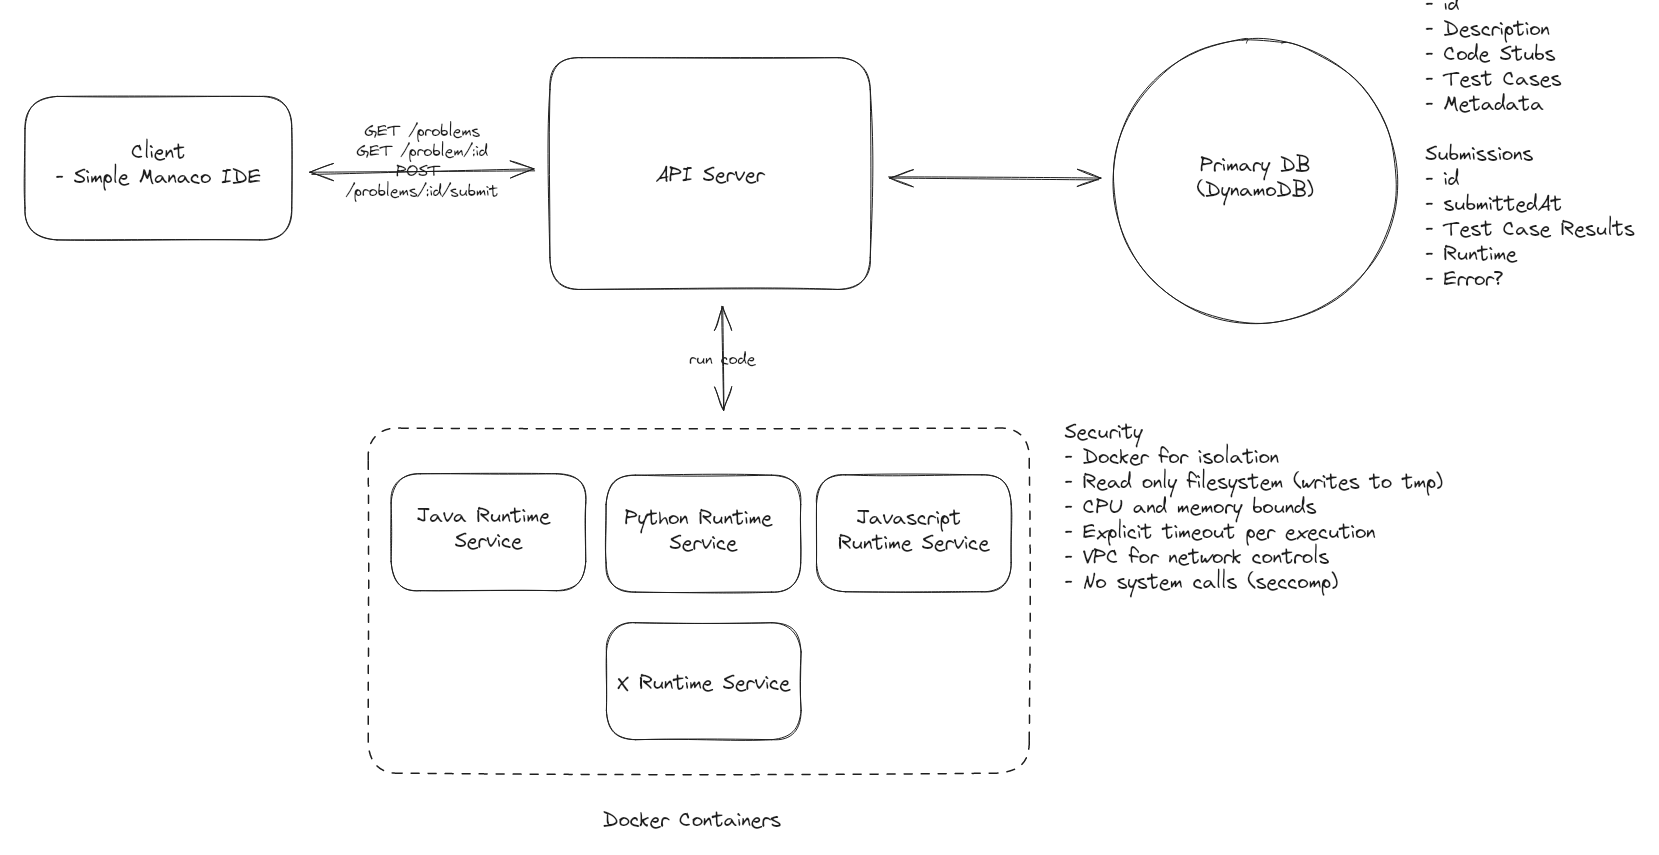 - id
- Description
- Code Stubs
- Test Cases
- Metadata
Client
- Simple Manaco IDE
GET /problems
GET /problem/:id
POST
/problems/:id/submit
API Server
Primary DB
(DynamoDB)
Submissions
- id
- submittedAt
- Test Case Results
- Runtime
- Error?
run code
Java Runtime
Service
Python Runtime
Service
Javascript
Runtime Service
X Runtime Service
Docker Containers
Security
- Docker for isolation
- Read only filesystem (writes to tmp)
- CPU and memory bounds
- Explicit timeout per execution
- VPC for network controls
- No system calls (seccomp)